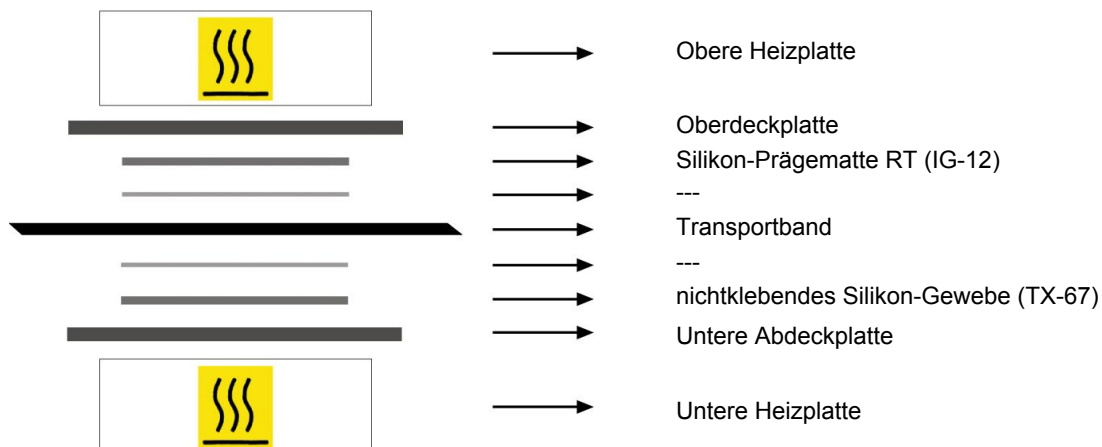 Obere Heizplatte
Oberdeckplatte
Silikon-Prägematte RT (IG-12)
---
Transportband
---
nichtklebendes Silikon-Gewebe (TX-67)
Untere Abdeckplatte
Untere Heizplatte